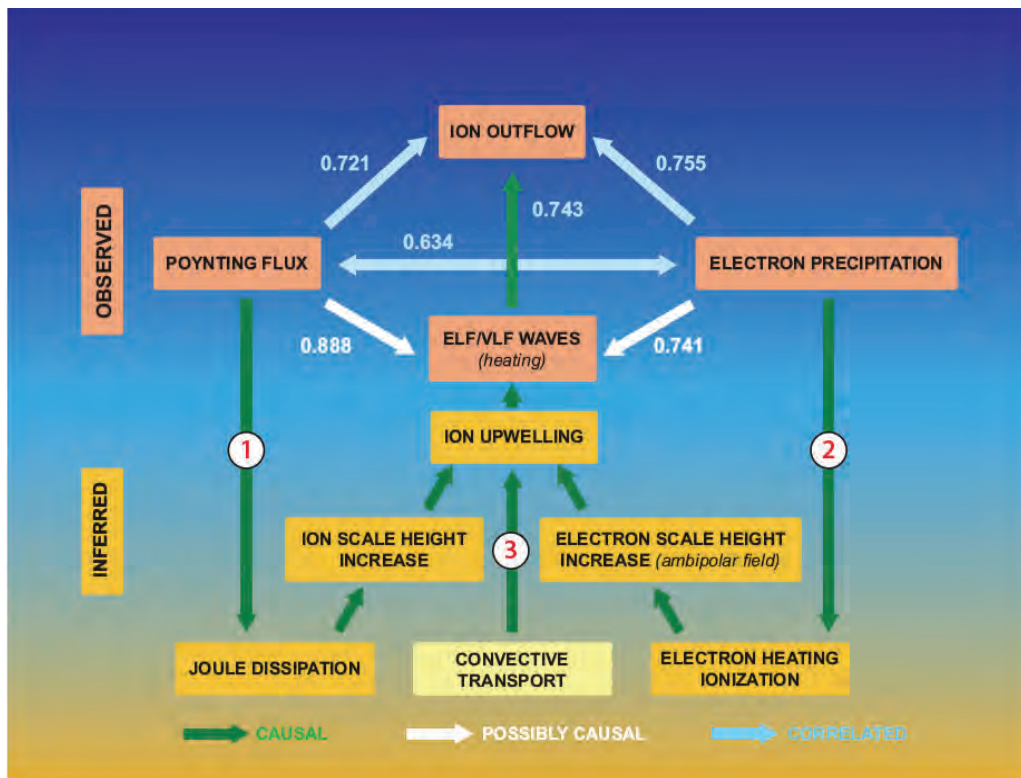 ION OUTFLOW
0.721
0.755
0.743
OBSERVED
0.634
POYNTING FLUX
ELECTRON PRECIPITATION
0.888
ELF/VLF WAVES
(heating)
0.741
ION UPWELLING
1
2
INFERRED
ION SCALE HEIGHT
INCREASE
3
ELECTRON SCALE HEIGHT
INCREASE (ambipolar field)
JOULE DISSIPATION
CONVECTIVE
TRANSPORT
ELECTRON HEATING
IONIZATION
CAUSAL
POSSIBLY CAUSAL
CORRELATED